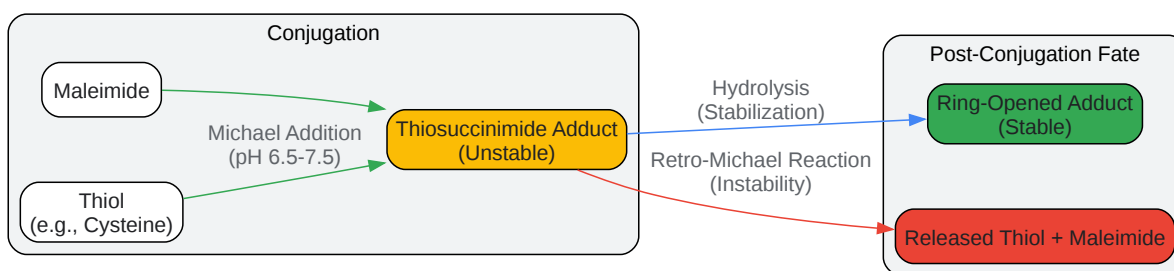 Conjugation
Maleimide
Michael Addition
(pH 6.5-7.5)
Thiol
(e.g., Cysteine)
Thiosuccinimide Adduct
(Unstable)
Hydrolysis
(Stabilization)
Retro-Michael Reaction
(Instability)
Post-Conjugation Fate
Ring-Opened Adduct
(Stable)
Released Thiol + Maleimide